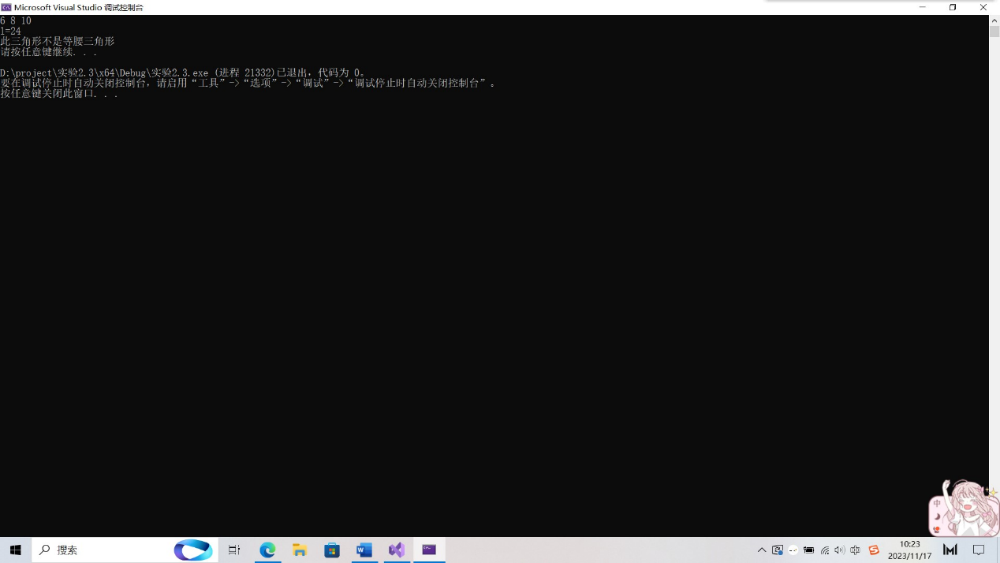 Microsoft Visual Studio 调试控制台
6 8 10
l=24
此三角形不是等腰三角形
请按任意键继续. . .
D:\project\实验2.3\x64\Debug\实验2.3.exe (进程 21332)已退出，代码为 0。
要在调试停止时自动关闭控制台，请启用“工具”->“选项”->“调试”->“调试停止时自动关闭控制台”。
按任意键关闭此窗口. . .
中
搜索
中
10:23
2023/11/17